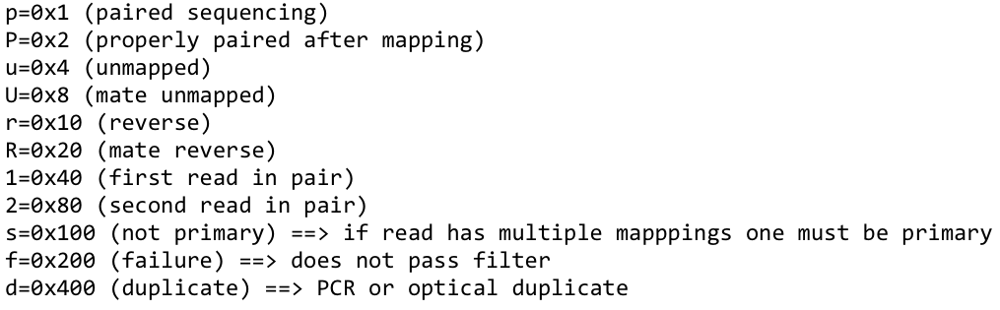 p=0x1 (paired sequencing)
P=0x2 (properly paired after mapping)
u=0x4 (unmapped)
U=0x8 (mate unmapped)
r=0x10 (reverse)
R=0x20 (mate reverse)
1=0x40 (first read in pair)
2=0x80 (second read in pair)
s=0x100 (not primary) ==> if read has multiple mapppings one must be primary
f=0x200 (failure) ==> does not pass filter
d=0x400 (duplicate) ==> PCR or optical duplicate